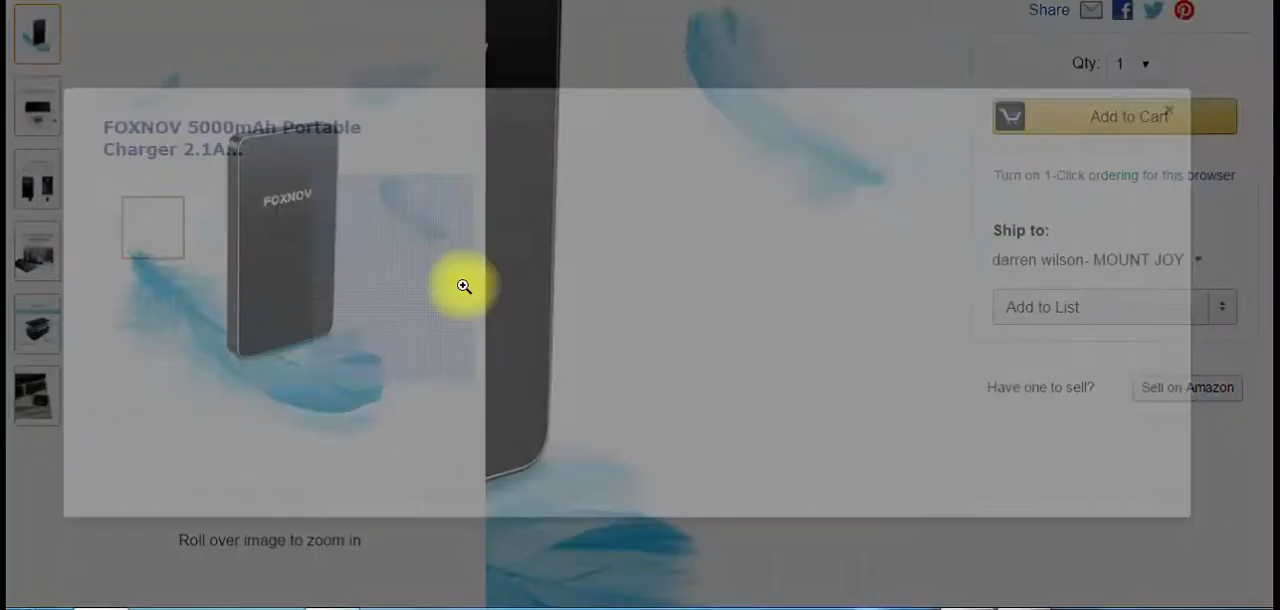 Share
Qty: 1
FOXNOV 5000mAh Portable
Charger 2.1A...
Add to Cart
FOXNOV
Turn on 1-Click ordering for this browser
Ship to:
darren wilson- MOUNT JOY
Add to List
Have one to sell?
Sell on Amazon
Roll over image to zoom in